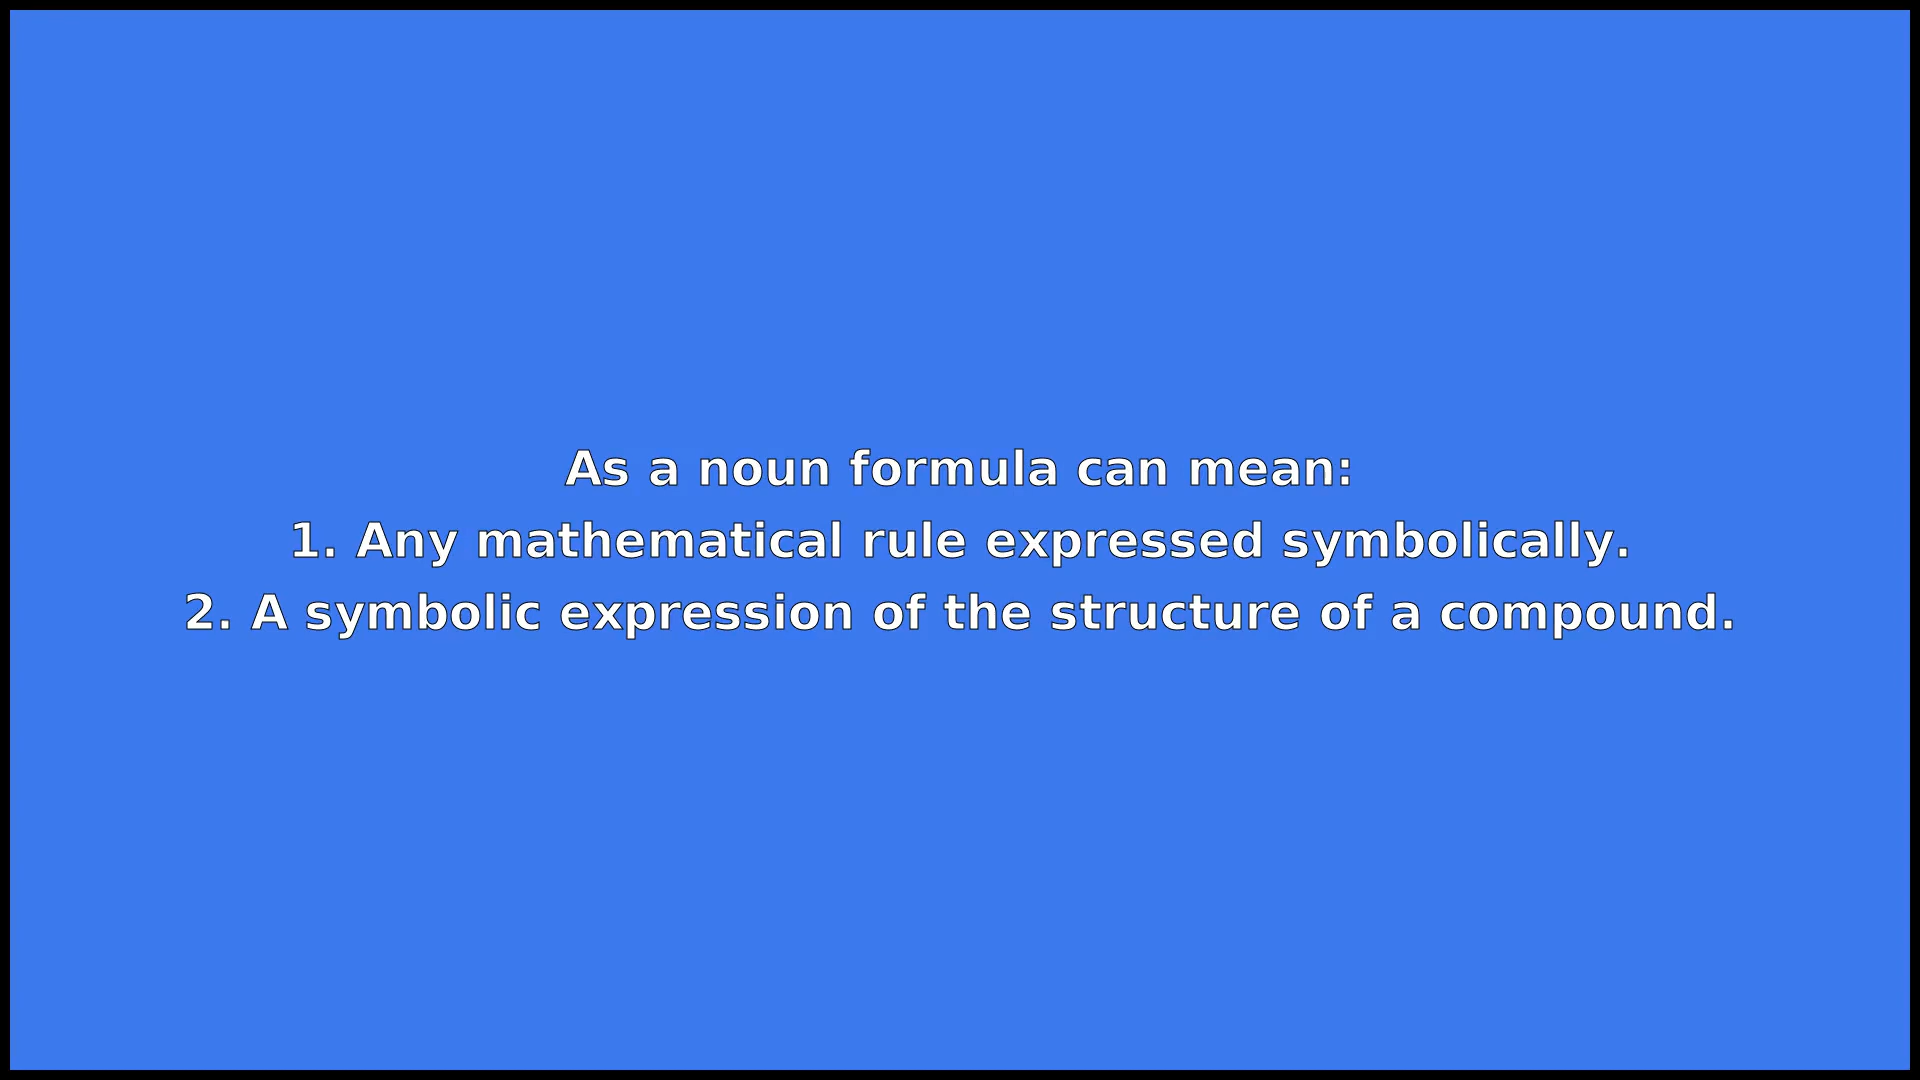 As a noun formula can mean:
1. Any mathematical rule expressed symbolically.
2. A symbolic expression of the structure of a compound.